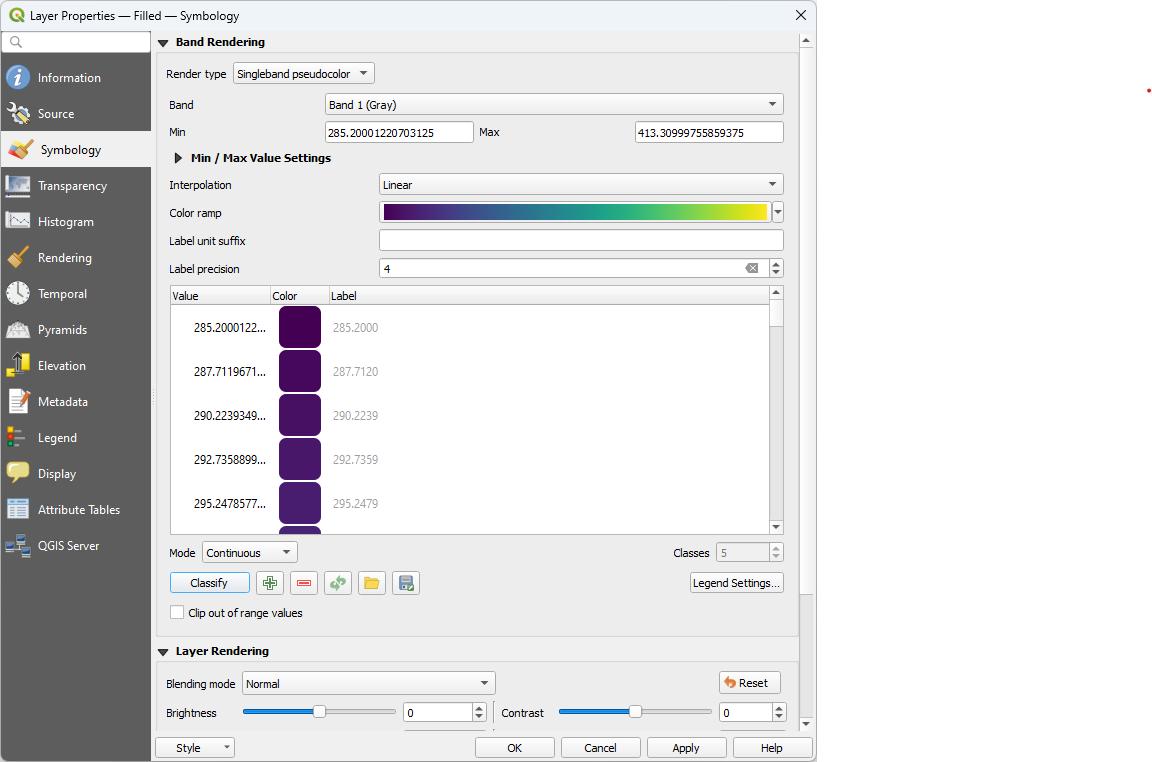 Layer Properties — Filled — Symbology
Information
Source
Symbology
Transparency
Histogram
Rendering
Temporal
Pyramids
Elevation
Metadata
Legend
Display
Attribute Tables
QGIS Server
Band Rendering
Render type Singleband pseudocolor
Band Band 1 (Gray)
Min 285.20001220703125 Max 413.30999755859375
Min / Max Value Settings
Interpolation Linear
Color ramp
Label unit suffix
Label precision 4
Value Color Label
285.2000122... 285.2000
287.7119671... 287.7120
290.2239349... 290.2239
292.7358899... 292.7359
295.2478577... 295.2479
Mode Continuous Classes 5
Classify Legend Settings...
Clip out of range values
Layer Rendering
Blending mode Normal Reset
Brightness 0 Contrast 0
Style OK Cancel Apply Help